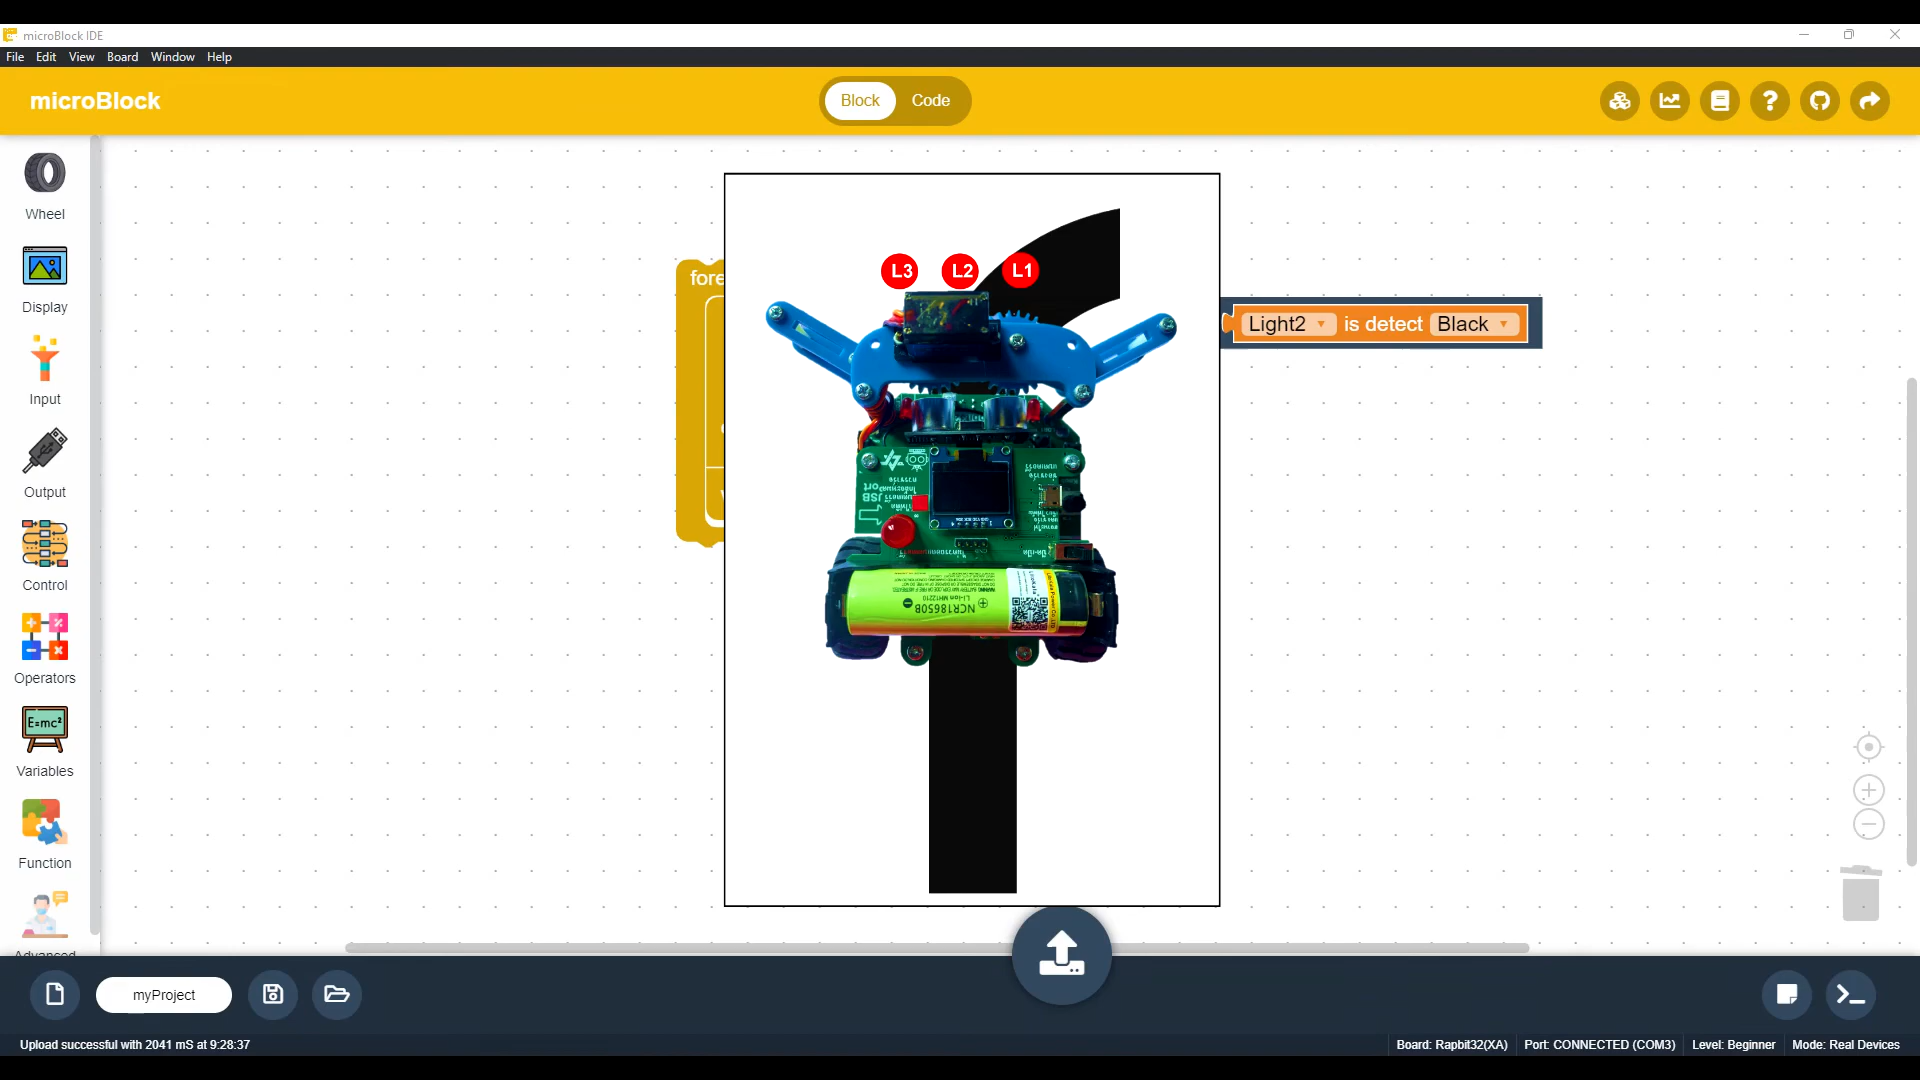 microBlock IDE
File Edit View Board Window Help
microBlock
Block Code
Wheel
Display
Input
Output
Control
Operators
Variables
Function
fore
L3 L2 L1
Light2 is detect Black
E=mc²
NCR18650B
myProject
Upload successful with 2041 mS at 9:28:37
Board: Rapbit32(XA) Port: CONNECTED (COM3) Level: Beginner Mode: Real Devices